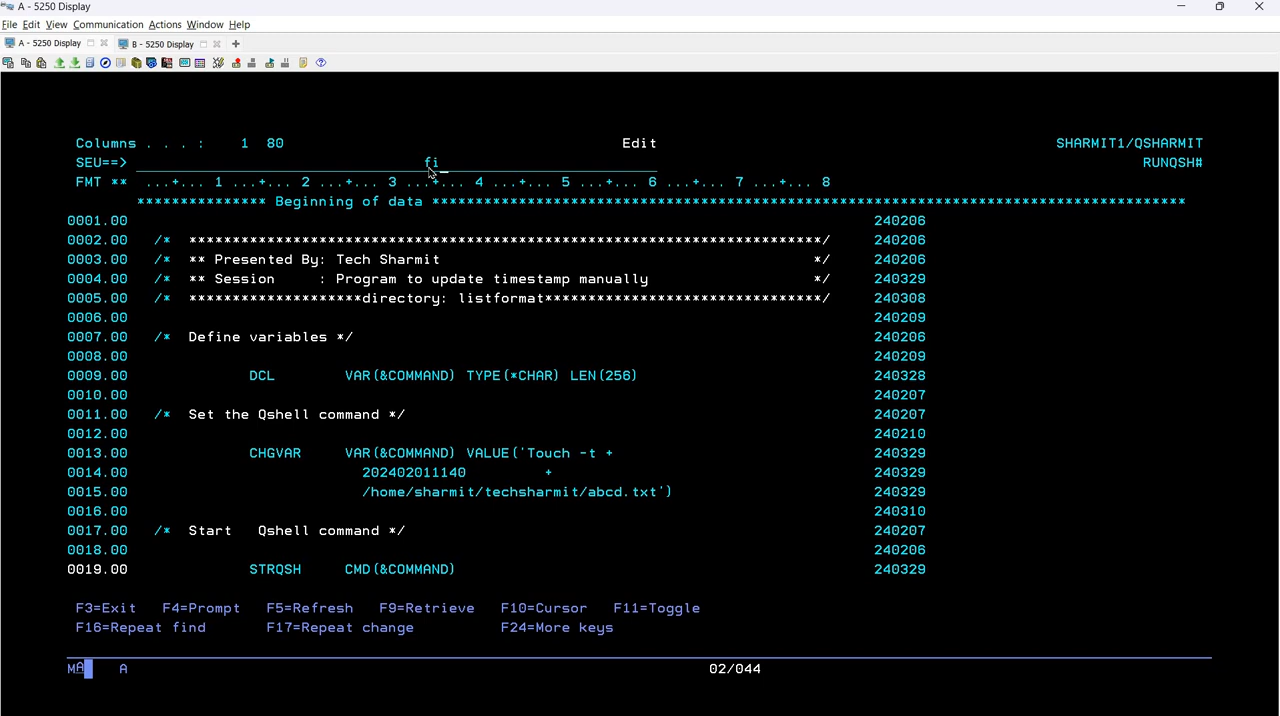 A - 5250 Display
File Edit View Communication Actions Window Help
A - 5250 Display B - 5250 Display
Columns . . . : 1 80 Edit SHARMIT1/QSHARMIT
SEU==> fi RUNQSH#
FMT ** ...+... 1 ...+... 2 ...+... 3 ...+... 4 ...+... 5 ...+... 6 ...+... 7 ...+... 8
*************** Beginning of data ***************************************************************************************
0001.00 240206
0002.00 /* *************************************************************************/ 240206
0003.00 /* ** Presented By: Tech Sharmit */ 240206
0004.00 /* ** Session : Program to update timestamp manually */ 240329
0005.00 /* ********************directory: listformat********************************/ 240308
0006.00 240209
0007.00 /* Define variables */ 240206
0008.00 240209
0009.00 DCL VAR(&COMMAND) TYPE(*CHAR) LEN(256) 240328
0010.00 240207
0011.00 /* Set the Qshell command */ 240207
0012.00 240210
0013.00 CHGVAR VAR(&COMMAND) VALUE('Touch -t + 240329
0014.00 202402011140 + 240329
0015.00 /home/sharmit/techsharmit/abcd.txt') 240329
0016.00 240310
0017.00 /* Start Qshell command */ 240207
0018.00 240206
0019.00 STRQSH CMD(&COMMAND) 240329
F3=Exit F4=Prompt F5=Refresh F9=Retrieve F10=Cursor F11=Toggle
F16=Repeat find F17=Repeat change F24=More keys
MA A 02/044